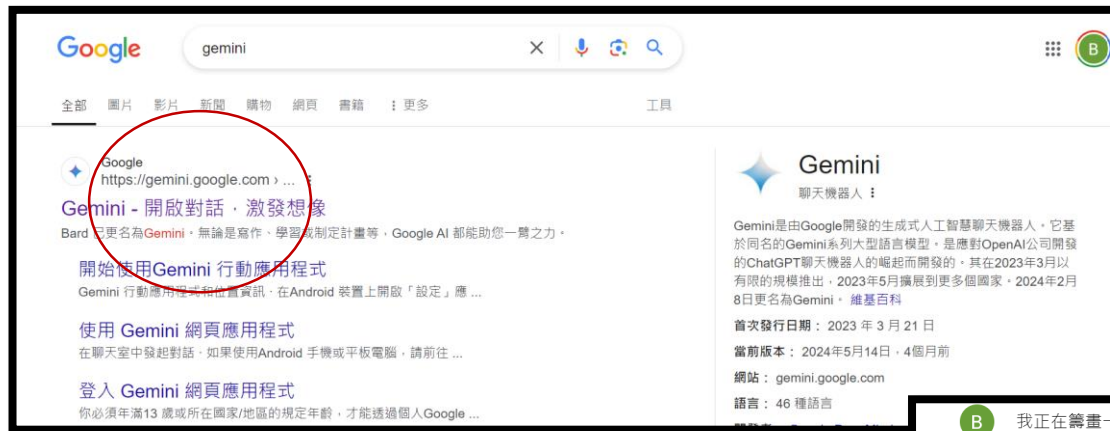 Google
gemini
B
全部 圖片 影片 新聞 購物 網頁 書籍 ⋮ 更多 工具
Google
https://gemini.google.com › ... ⋮
Gemini - 開啟對話，激發想像
Bard 已更名為Gemini。無論是寫作、學習或制定計畫等，Google AI 都能助您一臂之力。
開始使用Gemini 行動應用程式
Gemini 行動應用程式和位置資訊 · 在Android 裝置上開啟「設定」應 ...
使用 Gemini 網頁應用程式
在聊天室中發起對話 · 如果使用Android 手機或平板電腦，請前往 ...
登入 Gemini 網頁應用程式
你必須年滿13 歲或所在國家/地區的規定年齡，才能透過個人Google ...
Gemini
聊天機器人 ⋮
Gemini是由Google開發的生成式人工智慧聊天機器人。它基
於同名的Gemini系列大型語言模型，是應對OpenAI公司開發
的ChatGPT聊天機器人的崛起而開發的。其在2023年3月以
有限的規模推出，2023年5月擴展到更多個國家。2024年2月
8日更名為Gemini。 維基百科
首次發行日期： 2023 年 3 月 21 日
當前版本： 2024年5月14日，4個月前
網站： gemini.google.com
語言： 46 種語言
B 我正在籌畫一